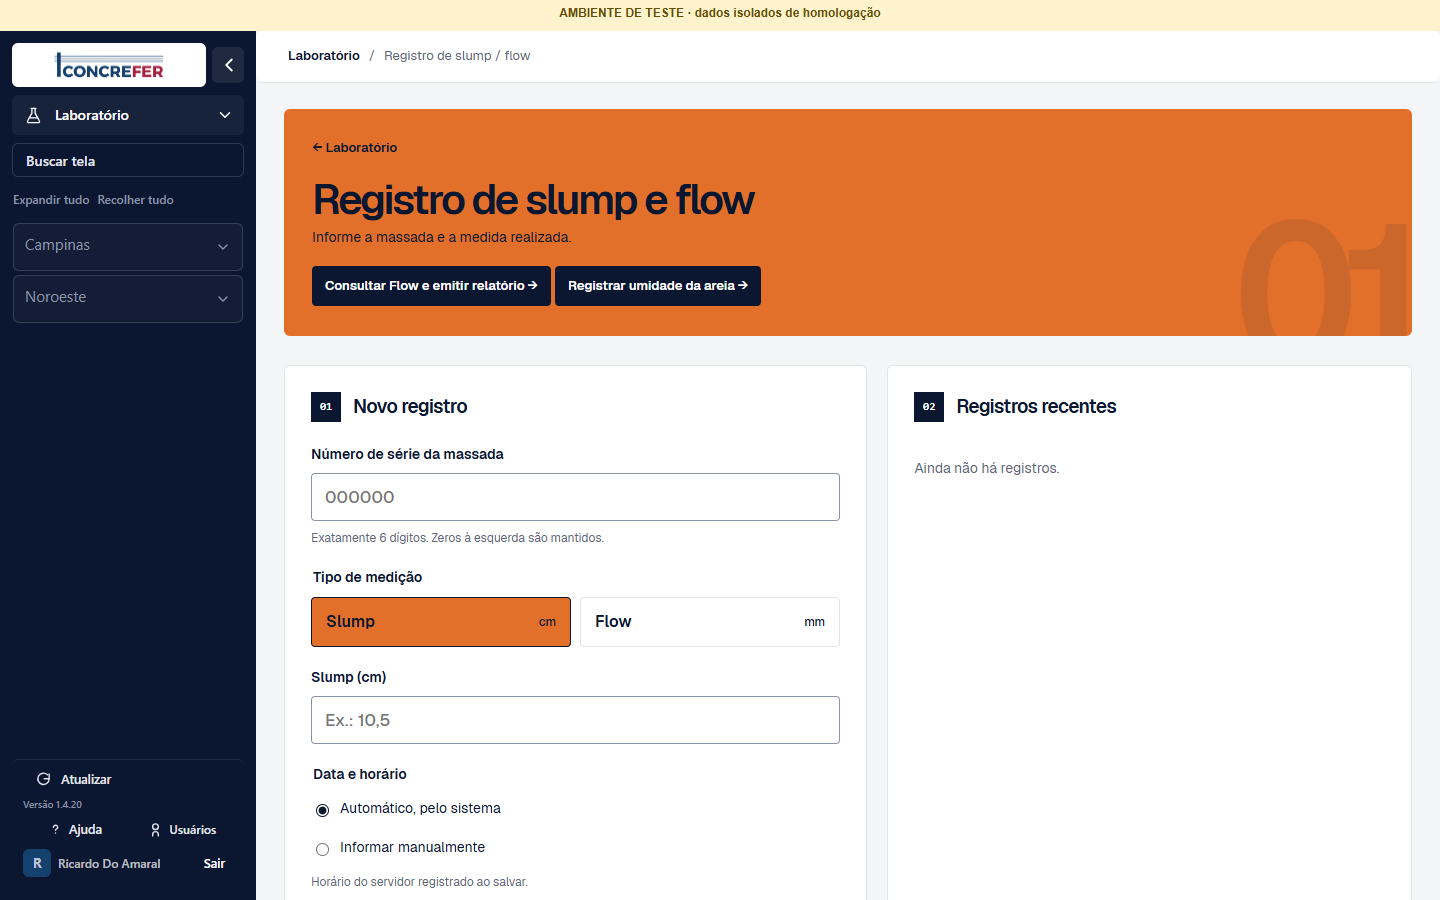 AMBIENTE DE TESTE · dados isolados de homologação
CONCREFER
Laboratório
Buscar tela
Expandir tudo Recolher tudo
Campinas
Noroeste
Atualizar
Versão 1.4.20
? Ajuda
Usuários
R Ricardo Do Amaral Sair
Laboratório / Registro de slump / flow
← Laboratório
Registro de slump e flow
Informe a massada e a medida realizada.
Consultar Flow e emitir relatório → Registrar umidade da areia →
01
01 Novo registro
Número de série da massada
000000
Exatamente 6 dígitos. Zeros à esquerda são mantidos.
Tipo de medição
Slump cm Flow mm
Slump (cm)
Ex.: 10,5
Data e horário
Automático, pelo sistema
Informar manualmente
Horário do servidor registrado ao salvar.
02 Registros recentes
Ainda não há registros.